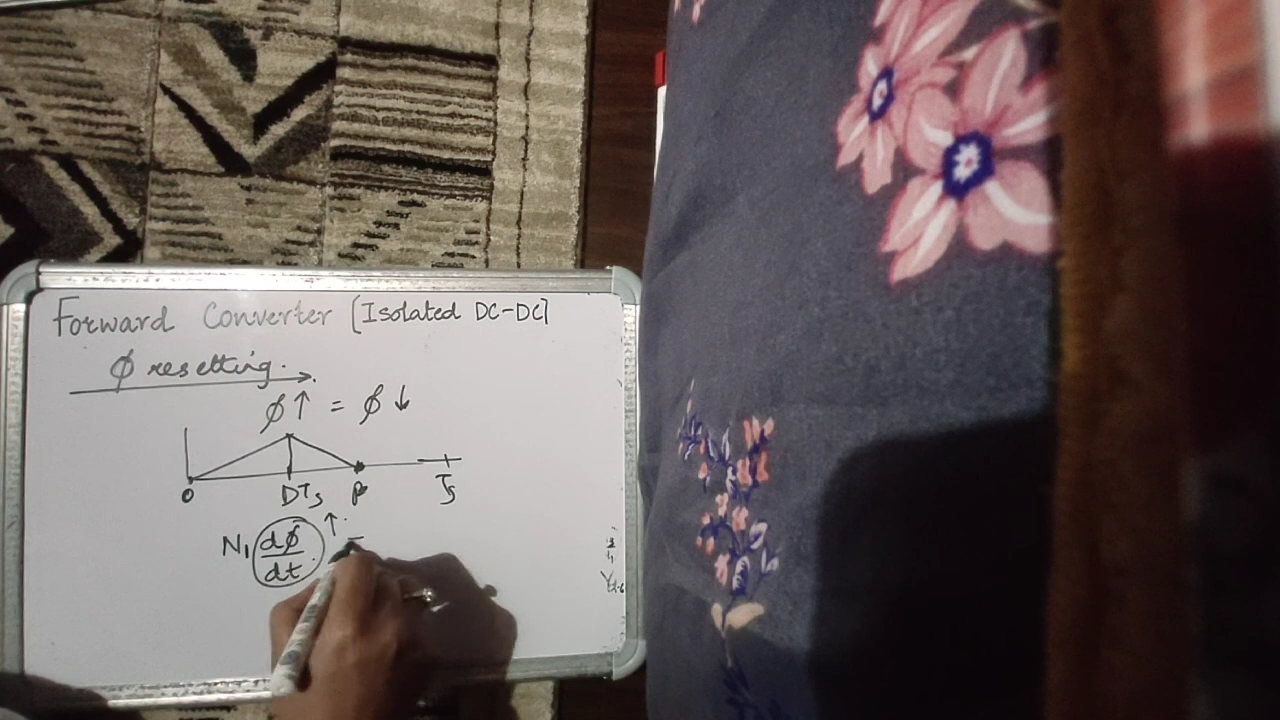 Forward Converter [Isolated DC-DC]
ϕ resetting.
ϕ ↑ = ϕ ↓
0 DTs P Ts
N₁ dϕ/dt ↑ =